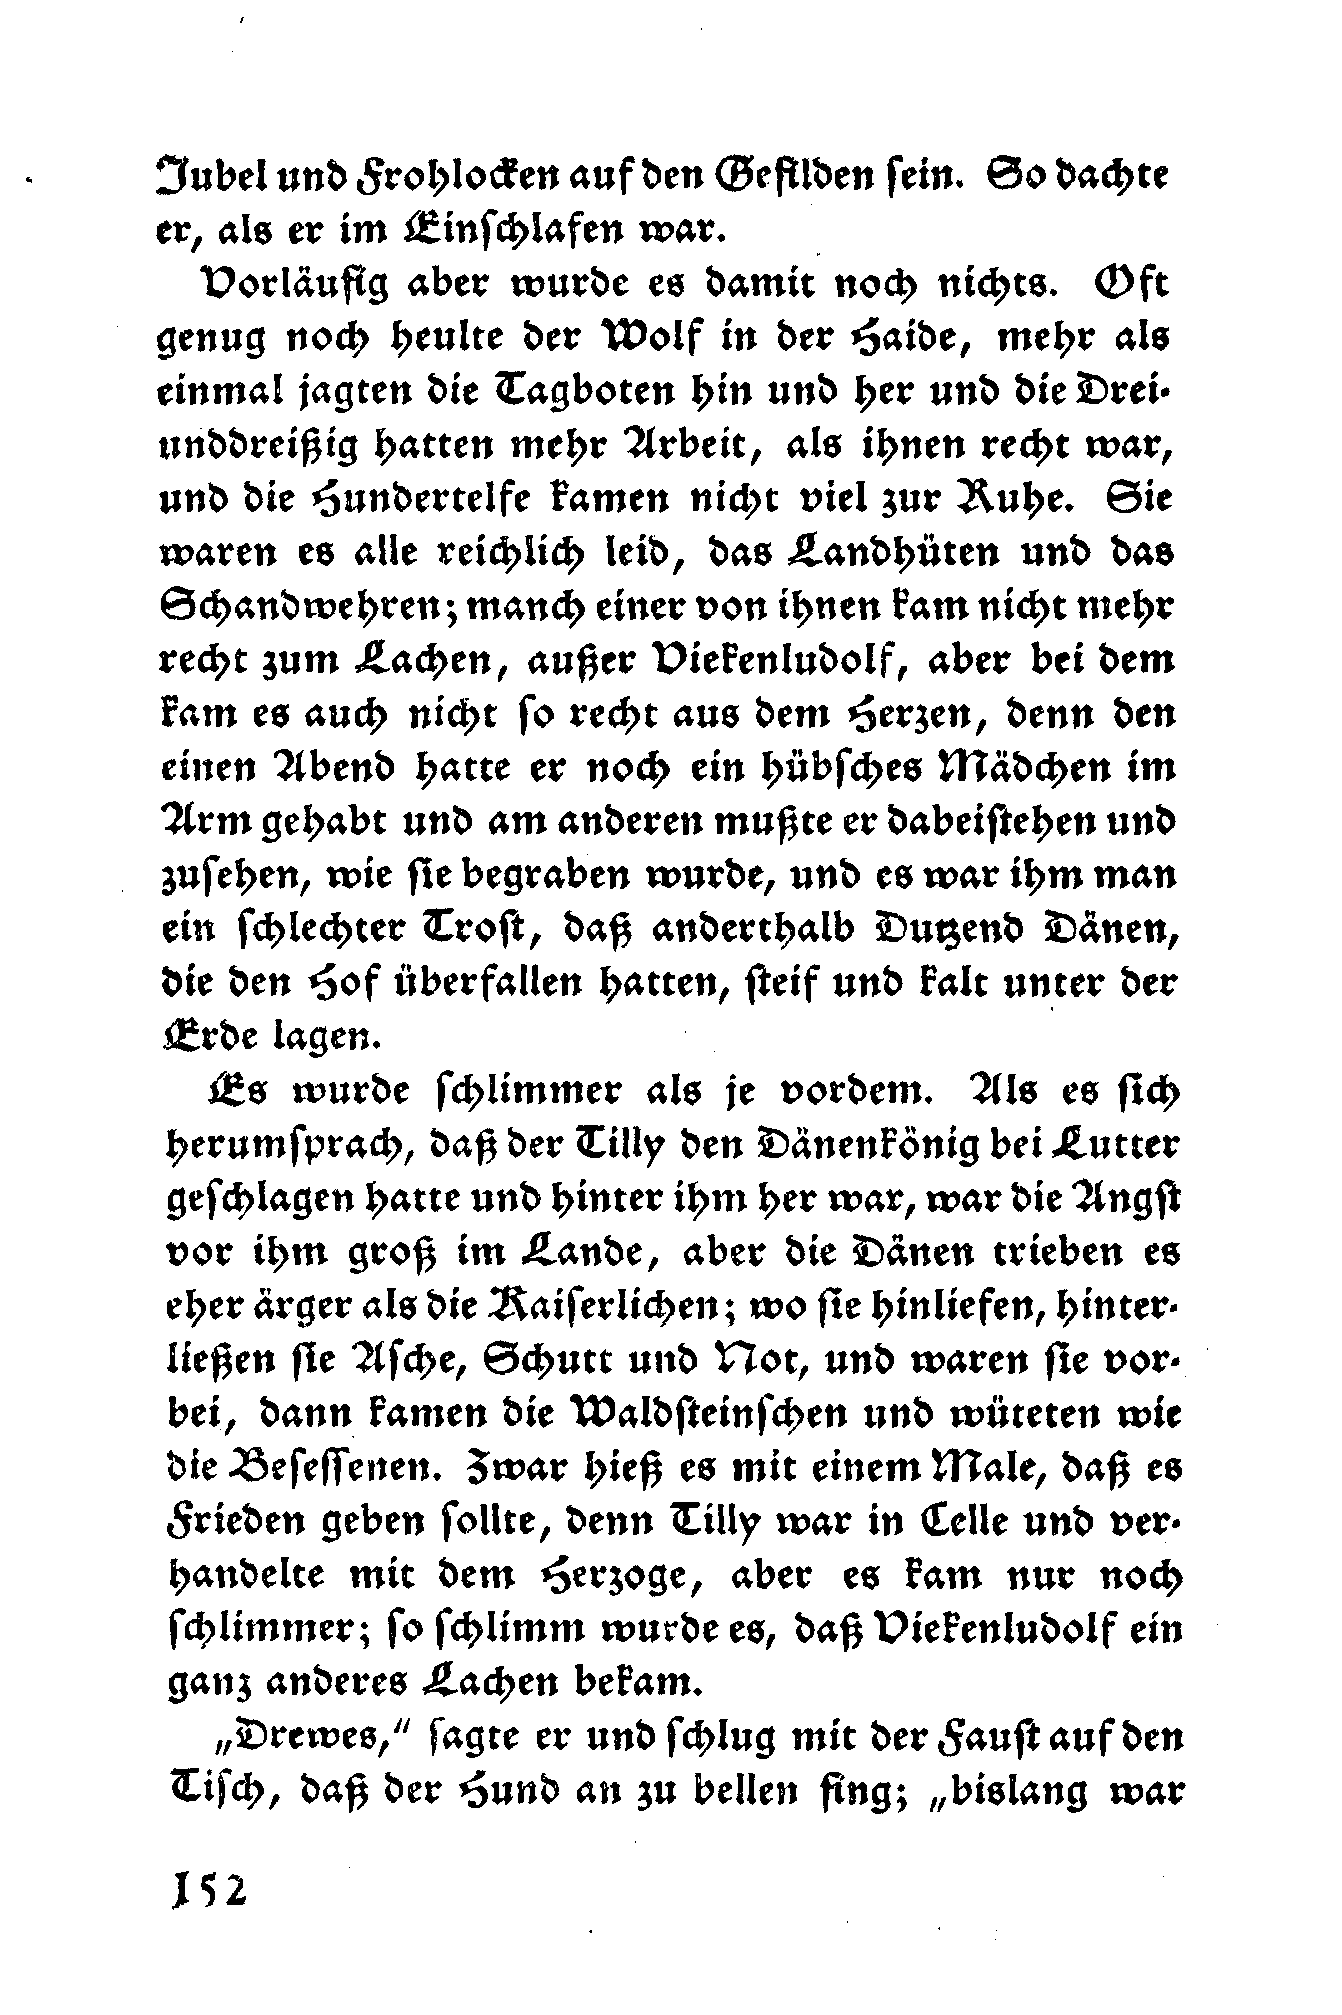 Jubel und Frohlocken auf den Gefilden sein. So dachte
er, als er im Einschlafen war.
Vorläufig aber wurde es damit noch nichts. Oft
genug noch heulte der Wolf in der Haide, mehr als
einmal jagten die Tagboten hin und her und die Drei-
unddreißig hatten mehr Arbeit, als ihnen recht war,
und die Hundertelfe kamen nicht viel zur Ruhe. Sie
waren es alle reichlich leid, das Landhüten und das
Schandwehren; manch einer von ihnen kam nicht mehr
recht zum Lachen, außer Viekenludolf, aber bei dem
kam es auch nicht so recht aus dem Herzen, denn den
einen Abend hatte er noch ein hübsches Mädchen im
Arm gehabt und am anderen mußte er dabeistehen und
zusehen, wie sie begraben wurde, und es war ihm man
ein schlechter Trost, daß anderthalb Dutzend Dänen,
die den Hof überfallen hatten, steif und kalt unter der
Erde lagen.
Es wurde schlimmer als je vordem. Als es sich
herumsprach, daß der Tilly den Dänenkönig bei Lutter
geschlagen hatte und hinter ihm her war, war die Angst
vor ihm groß im Lande, aber die Dänen trieben es
eher ärger als die Kaiserlichen; wo sie hinliefen, hinter-
ließen sie Asche, Schutt und Not, und waren sie vor-
bei, dann kamen die Waldsteinschen und wüteten wie
die Besessenen. Zwar hieß es mit einem Male, daß es
Frieden geben sollte, denn Tilly war in Celle und ver-
handelte mit dem Herzoge, aber es kam nur noch
schlimmer; so schlimm wurde es, daß Viekenludolf ein
ganz anderes Lachen bekam.
„Drewes,“ sagte er und schlug mit der Faust auf den
Tisch, daß der Hund an zu bellen fing; „bislang war
152